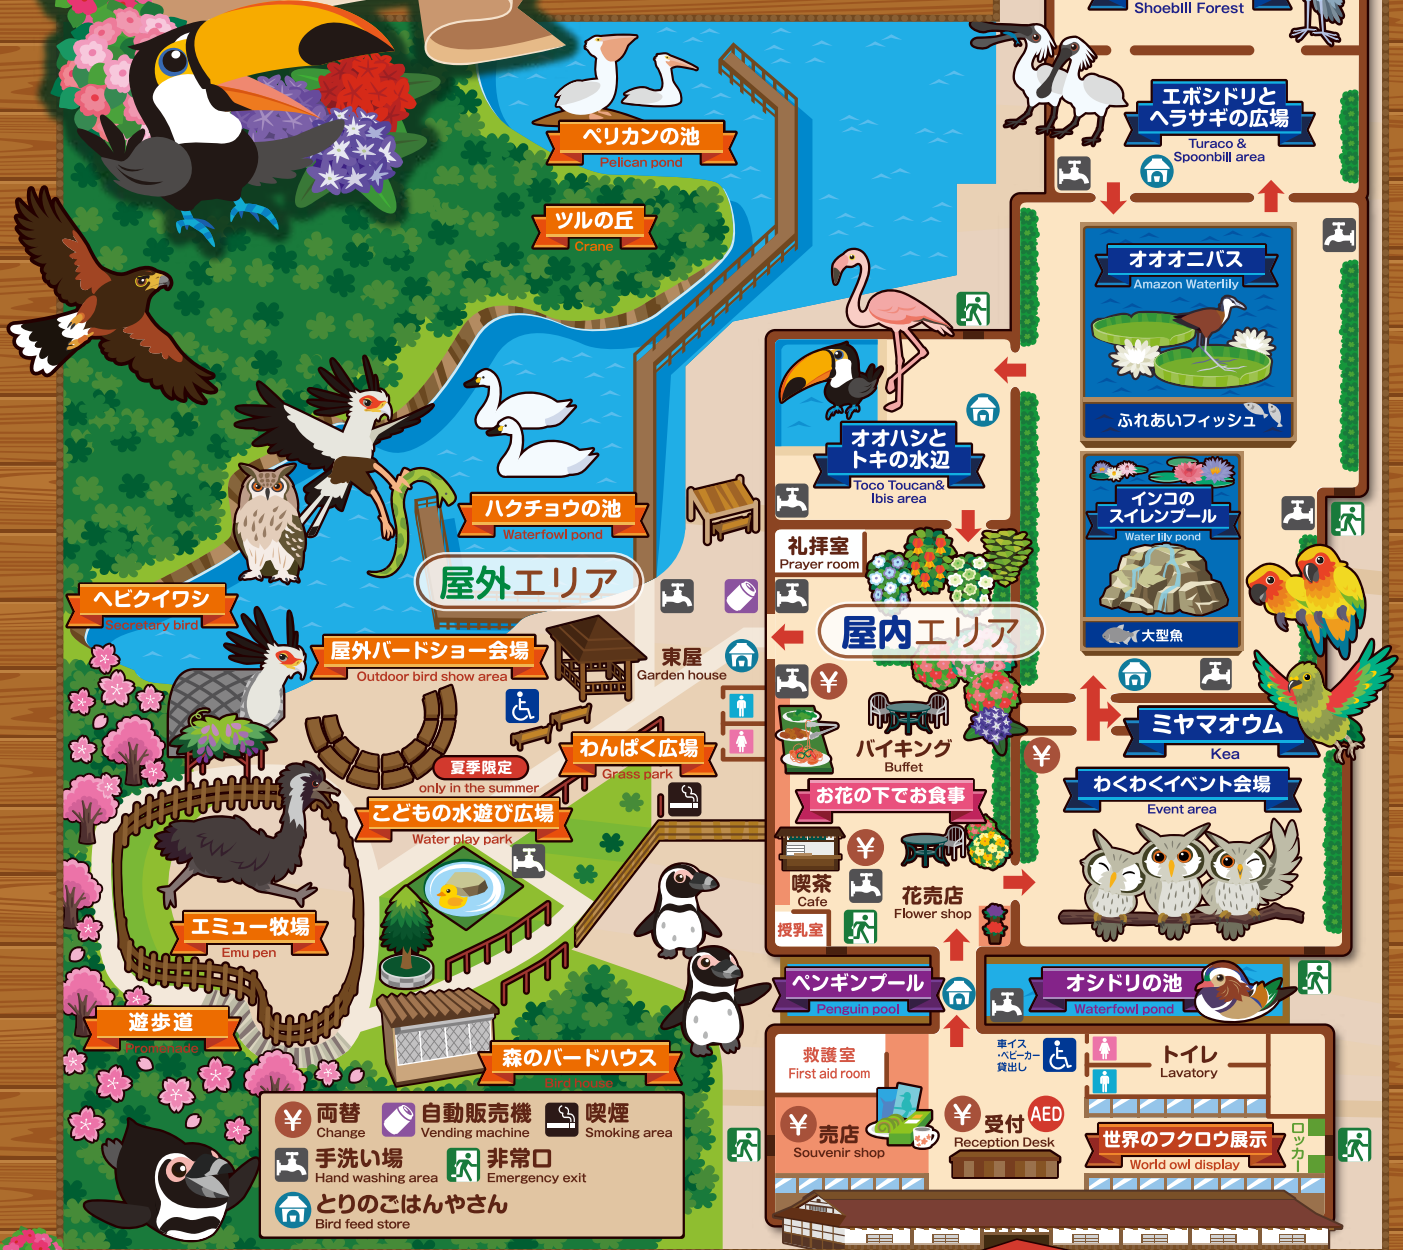 Shoebill Forest
エボシドリと
ヘラサギの広場
Turaco &
Spoonbill area
ペリカンの池
Pelican pond
ツルの丘
Crane
オオオニバス
Amazon Waterlily
ふれあいフィッシュ
オオハシと
トキの水辺
Toco Toucan&
Ibis area
インコの
スイレンプール
Water lily pond
大型魚
ハクチョウの池
Waterfowl pond
屋外エリア
礼拝室
Prayer room
屋内エリア
ヘビクイワシ
Secretary bird
屋外バードショー会場
Outdoor bird show area
東屋
Garden house
わんぱく広場
Grass park
夏季限定
only in the summer
こどもの水遊び広場
Water play park
¥
バイキング
Buffet
お花の下でお食事
ミヤマオウム
Kea
¥
わくわくイベント会場
Event area
喫茶
Cafe
¥
花売店
Flower shop
授乳室
エミュー牧場
Emu pen
ペンギンプール
Penguin pool
オシドリの池
Waterfowl pond
遊歩道
Promenade
森のバードハウス
Bird house
救護室
First aid room
車イス
・ベビーカー
貸出し
トイレ
Lavatory
¥
売店
Souvenir shop
¥
受付
AED
Reception Desk
世界のフクロウ展示
World owl display
ロッカー
¥
両替
Change
自動販売機
Vending machine
喫煙
Smoking area
手洗い場
Hand washing area
非常口
Emergency exit
とりのごはんやさん
Bird feed store